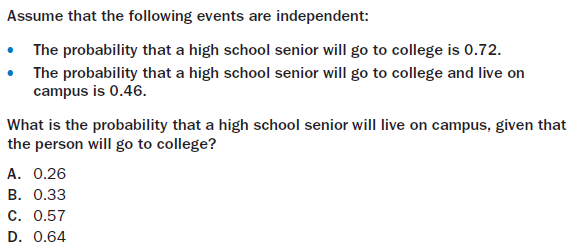 Assume that the following events are independent:
• The probability that a high school senior will go to college is 0.72.
• The probability that a high school senior will go to college and live on
campus is 0.46.
What is the probability that a high school senior will live on campus, given that
the person will go to college?
A. 0.26
B. 0.33
C. 0.57
D. 0.64